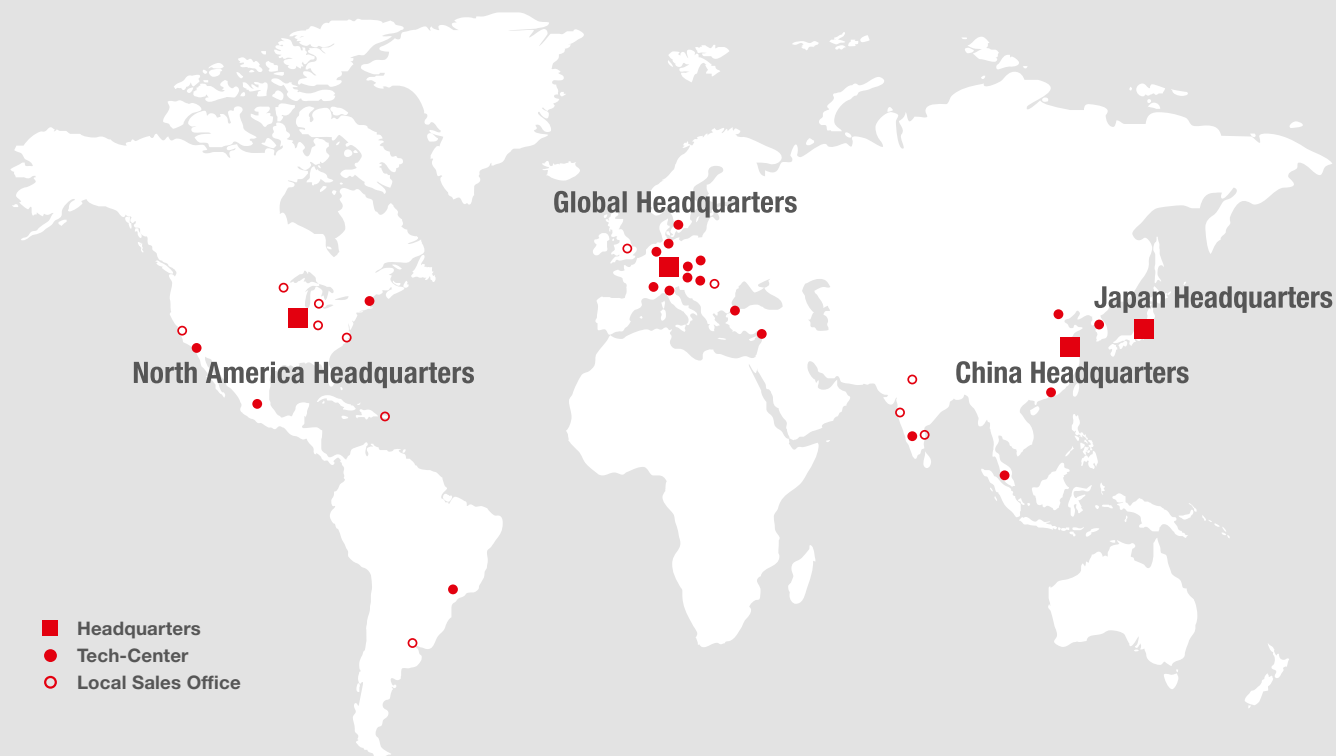 Global Headquarters
Japan Headquarters
North America Headquarters
China Headquarters
Headquarters
Tech-Center
Local Sales Office